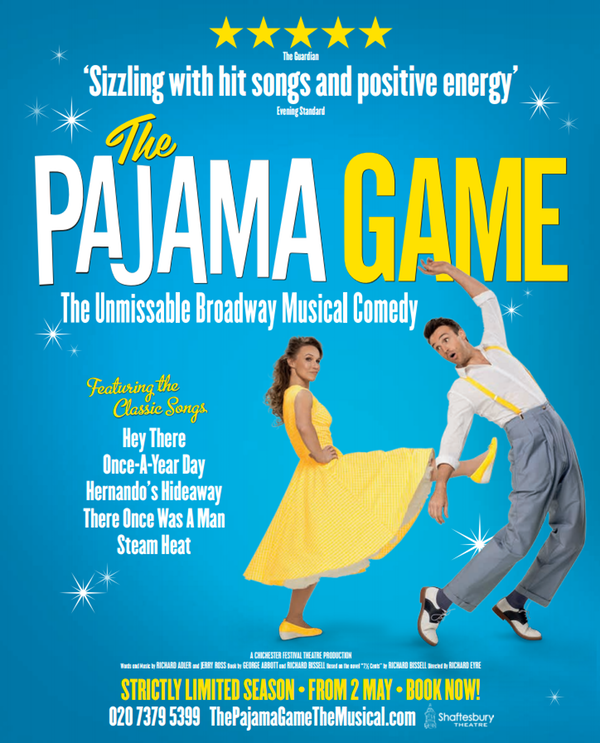 The Guardian
‘Sizzling with hit songs and positive energy’
Evening Standard
The
PAJAMA GAME
The Unmissable Broadway Musical Comedy
Featuring the
Classic Songs
Hey There
Once-A-Year Day
Hernando’s Hideaway
There Once Was A Man
Steam Heat
A CHICHESTER FESTIVAL THEATRE PRODUCTION
Words and Music by RICHARD ADLER and JERRY ROSS Book by GEORGE ABBOTT and RICHARD BISSELL Based on the novel “7½ Cents” by RICHARD BISSELL Directed by RICHARD EYRE
STRICTLY LIMITED SEASON • FROM 2 MAY • BOOK NOW!
020 7379 5399 ThePajamaGameTheMusical.com Shaftesbury
THEATRE